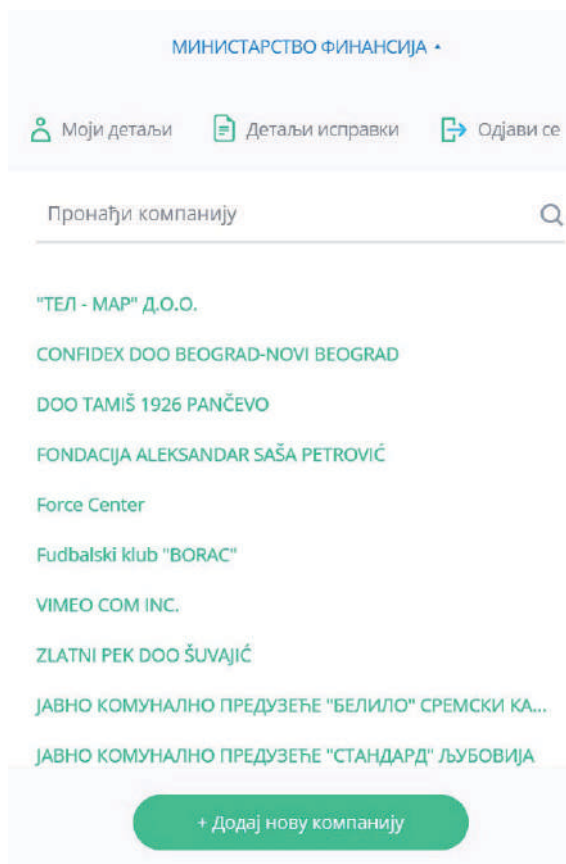 МИНИСТАРСТВО ФИНАНСИЈА
Моји детаљи Детаљи исправки Одјави се
Пронађи компанију
"ТЕЛ - МАР" Д.О.О.
CONFIDEX DOO BEOGRAD-NOVI BEOGRAD
DOO TAMIŠ 1926 PANČEVO
FONDACIJA ALEKSANDAR SAŠA PETROVIĆ
Force Center
Fudbalski klub "BORAC"
VIMEO COM INC.
ZLATNI PEK DOO ŠUVAJIĆ
ЈАВНО КОМУНАЛНО ПРЕДУЗЕЋЕ "БЕЛИЛО" СРЕМСКИ КА...
ЈАВНО КОМУНАЛНО ПРЕДУЗЕЋЕ "СТАНДАРД" ЉУБОВИЈА
+ Додај нову компанију